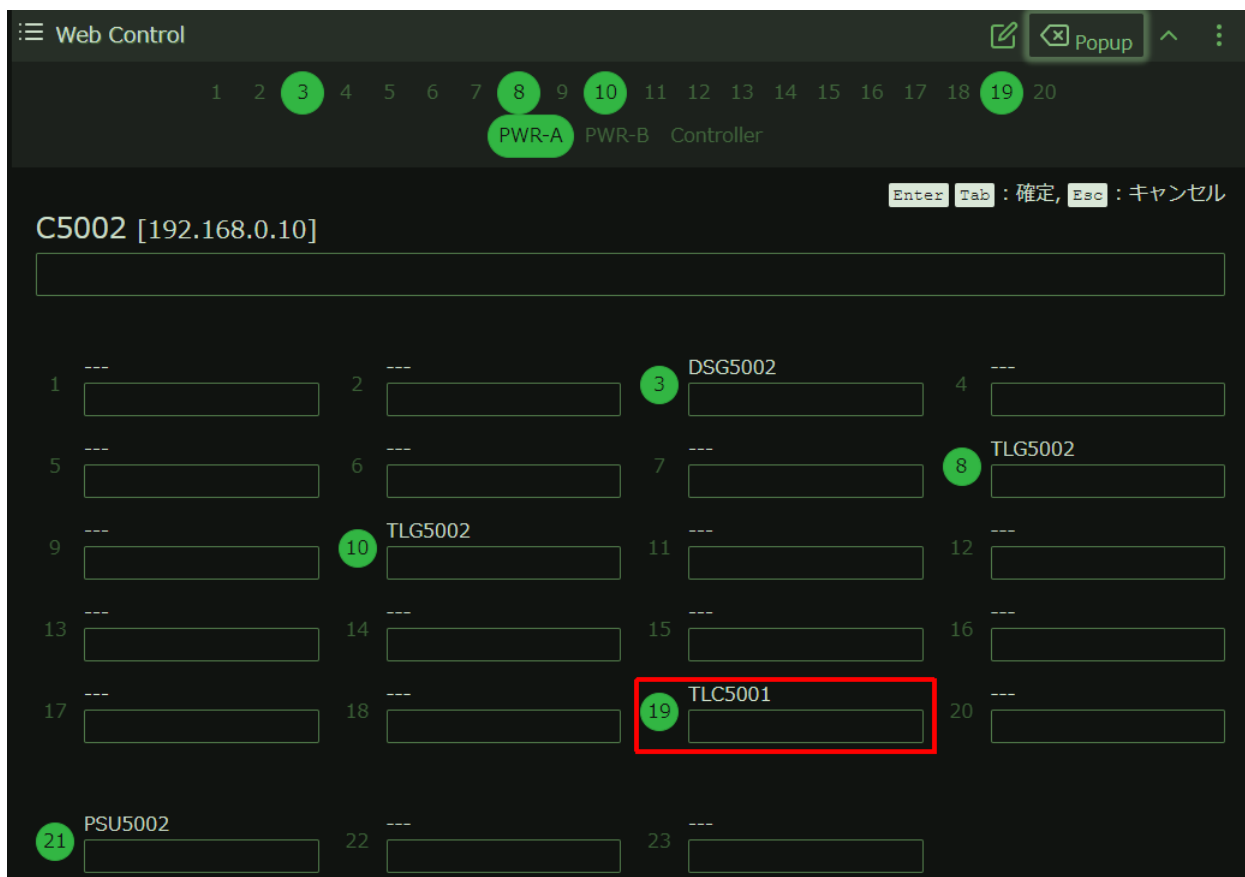 Web Control Popup
1 2 3 4 5 6 7 8 9 10 11 12 13 14 15 16 17 18 19 20
PWR-A PWR-B Controller
Enter Tab : 確定, Esc : キャンセル
C5002 [192.168.0.10]
--- --- DSG5002 ---
1 2 3 4
--- --- --- TLG5002
5 6 7 8
--- TLG5002 --- ---
9 10 11 12
--- --- --- ---
13 14 15 16
--- --- TLC5001 ---
17 18 19 20
PSU5002 --- ---
21 22 23